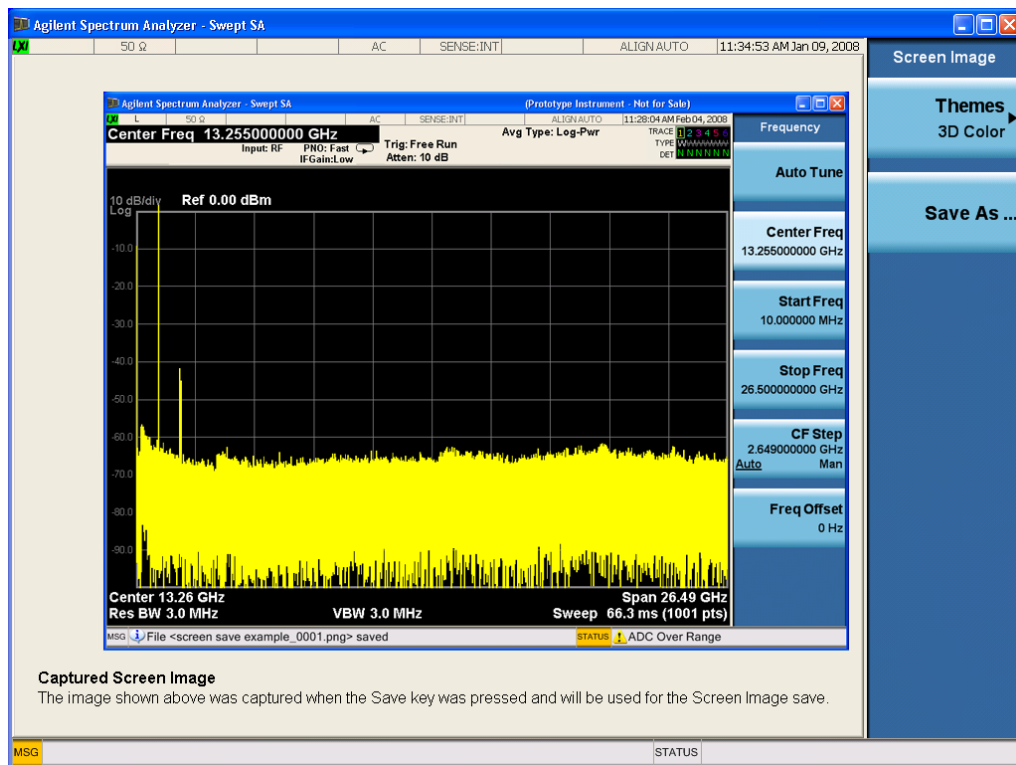 Agilent Spectrum Analyzer - Swept SA
LXI
50 Ω
AC
SENSE:INT
ALIGN AUTO
11:34:53 AM Jan 09, 2008
Screen Image
Themes
3D Color
Save As ...
Agilent Spectrum Analyzer - Swept SA
(Prototype Instrument - Not for Sale)
LXI
L
50 Ω
AC
SENSE:INT
ALIGN AUTO
11:28:04 AM Feb 04, 2008
Center Freq 13.255000000 GHz
Input: RF
PNO: Fast
IFGain:Low
Trig: Free Run
Atten: 10 dB
Avg Type: Log-Pwr
TRACE 1 2 3 4 5 6
TYPE
DET N N N N N N
Frequency
Auto Tune
Center Freq
13.255000000 GHz
Start Freq
10.000000 MHz
Stop Freq
26.500000000 GHz
CF Step
2.649000000 GHz
Auto Man
Freq Offset
0 Hz
10 dB/div
Log
Ref 0.00 dBm
-10.0
-20.0
-30.0
-40.0
-50.0
-60.0
-70.0
-80.0
-90.0
Center 13.26 GHz
Span 26.49 GHz
Res BW 3.0 MHz
VBW 3.0 MHz
Sweep 66.3 ms (1001 pts)
MSG
File <screen save example_0001.png> saved
STATUS
ADC Over Range
Captured Screen Image
The image shown above was captured when the Save key was pressed and will be used for the Screen Image save.
MSG
STATUS